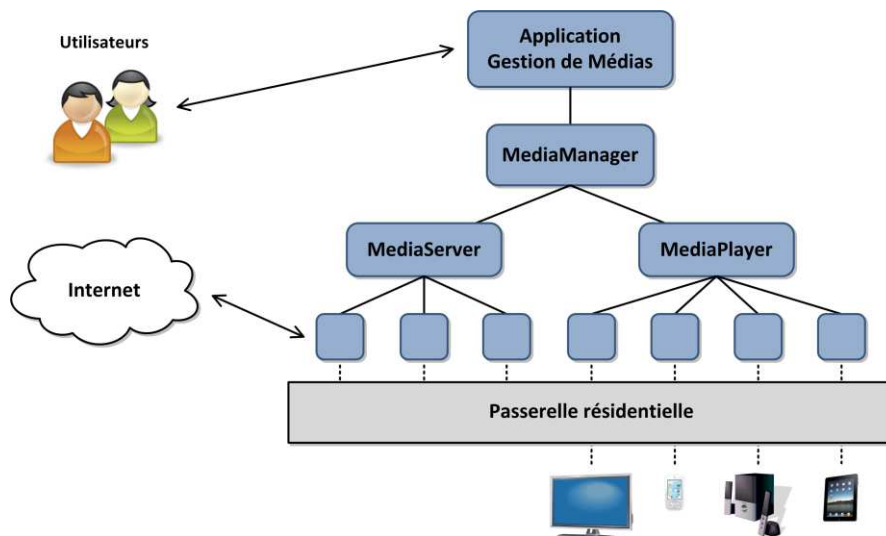 Utilisateurs
Application
Gestion de Médias
MediaManager
MediaServer
MediaPlayer
Internet
Passerelle résidentielle